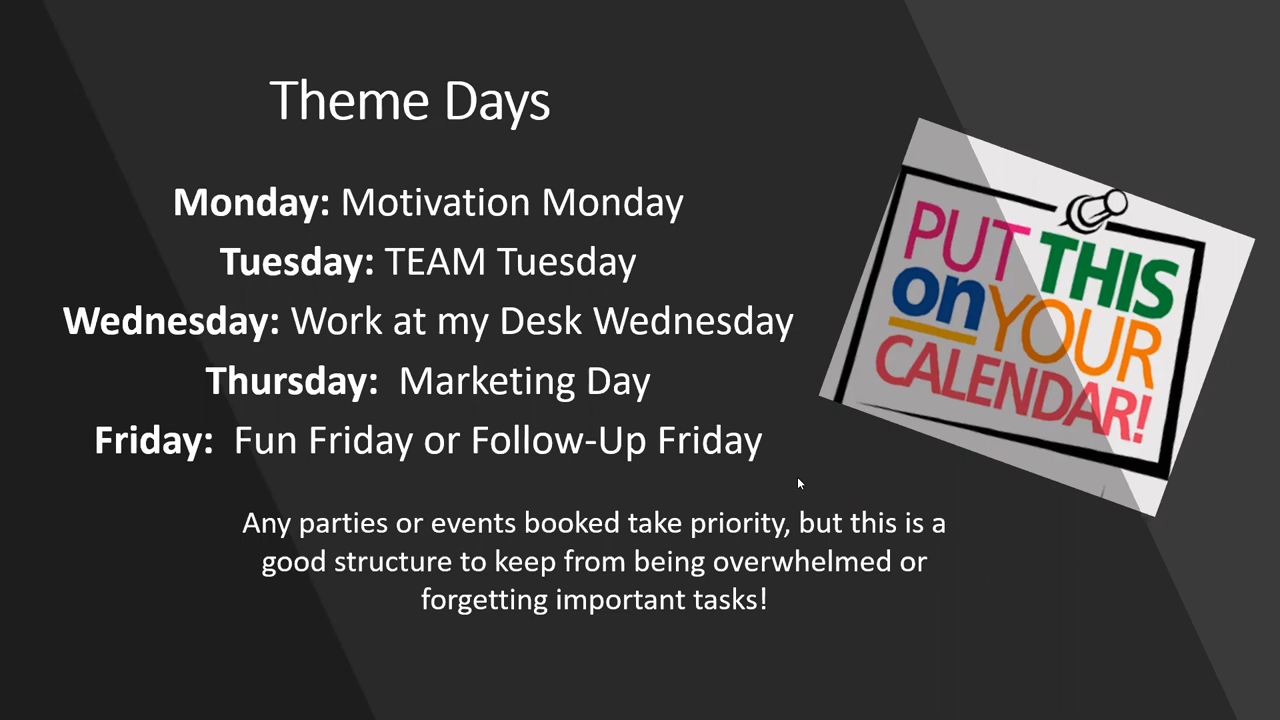 Theme Days
Monday: Motivation Monday
Tuesday: TEAM Tuesday
Wednesday: Work at my Desk Wednesday
Thursday:  Marketing Day
Friday:  Fun Friday or Follow-Up Friday
Any parties or events booked take priority, but this is a
good structure to keep from being overwhelmed or
forgetting important tasks!
PUT THIS
on YOUR
CALENDAR!